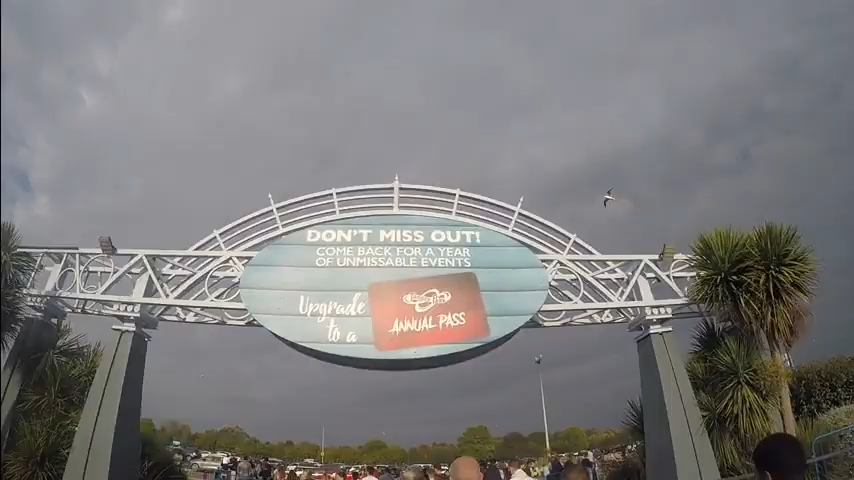 DON'T MISS OUT!
COME BACK FOR A YEAR
OF UNMISSABLE EVENTS
Upgrade
to a
ANNUAL PASS